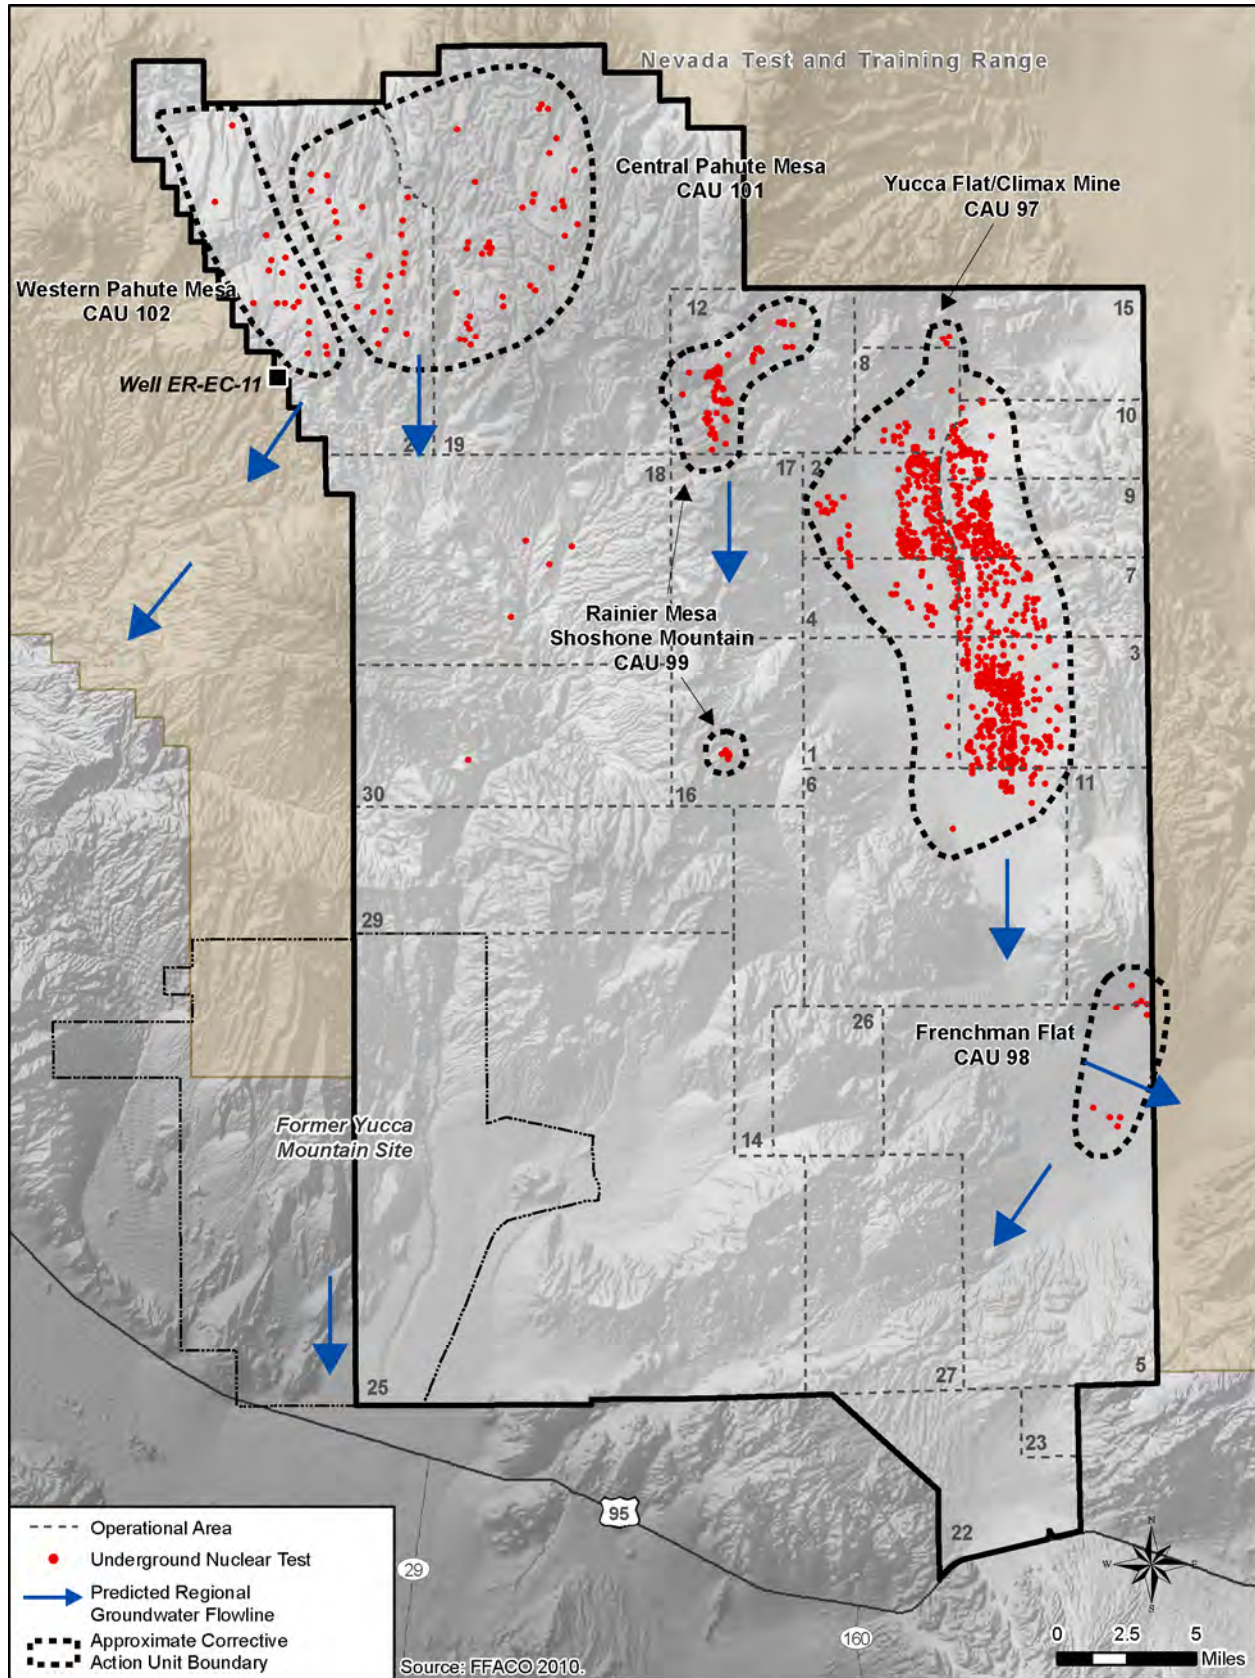 Nevada Test and Training Range
Central Pahute Mesa
CAU 101
Yucca Flat/Climax Mine
CAU 97
Western Pahute Mesa
CAU 102
12
15
8
Well ER-EC-11
10
19
18
17
2
9
7
Rainier Mesa
Shoshone Mountain
CAU 99
4
3
1
6
11
30
16
29
26
Frenchman Flat
CAU 98
Former Yucca
Mountain Site
14
25
27
5
23
95
22
29
160
Operational Area
Underground Nuclear Test
Predicted Regional
Groundwater Flowline
Approximate Corrective
Action Unit Boundary
Source: FFACO 2010.
N
W
E
S
0 2.5 5
Miles